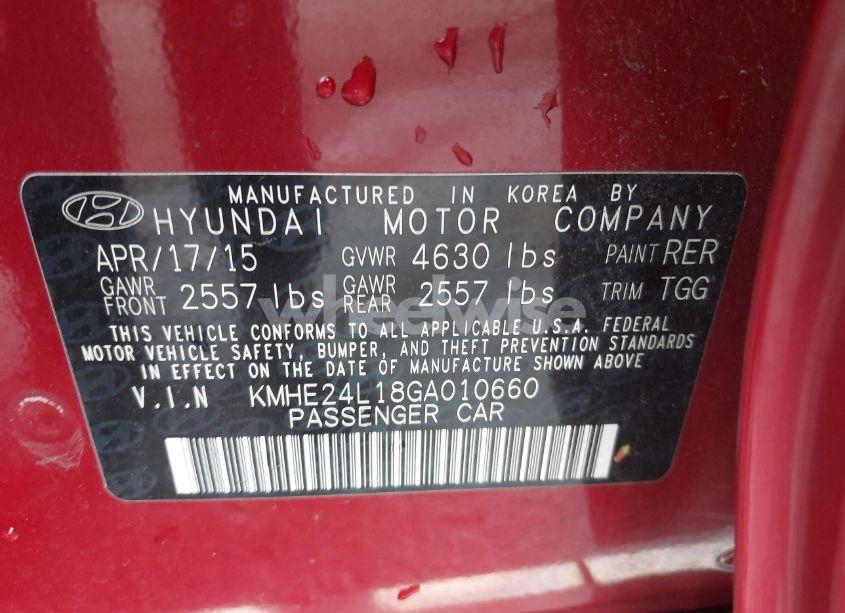 MANUFACTURED IN KOREA BY
HYUNDAI MOTOR COMPANY
APR/17/15 GVWR 4630 lbs PAINT RER
GAWR FRONT 2557 lbs GAWR REAR 2557 lbs TRIM TGG
wheelwise
THIS VEHICLE CONFORMS TO ALL APPLICABLE U.S.A. FEDERAL
MOTOR VEHICLE SAFETY, BUMPER, AND THEFT PREVENTION STANDARDS
IN EFFECT ON THE DATE OF MANUFACTURE SHOWN ABOVE
V.I.N KMHE24L18GA010660
PASSENGER CAR